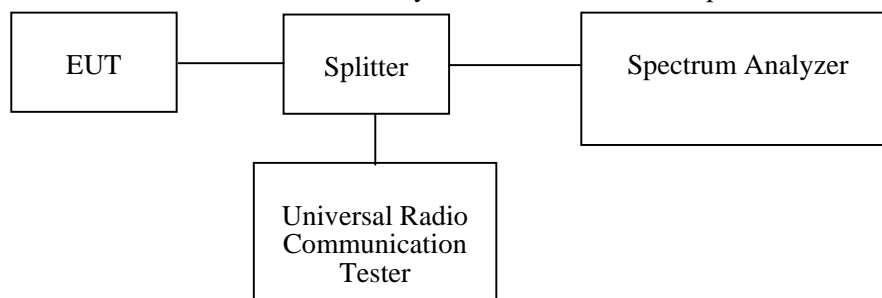 EUT
Splitter
Spectrum Analyzer
Universal Radio
Communication
Tester